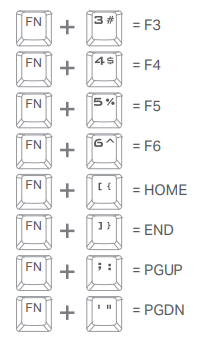 FN + 3 # = F3
FN + 4 $ = F4
FN + 5 % = F5
FN + 6 ^ = F6
FN + [ { = HOME
FN + ] } = END
FN + ; : = PGUP
FN + ' " = PGDN